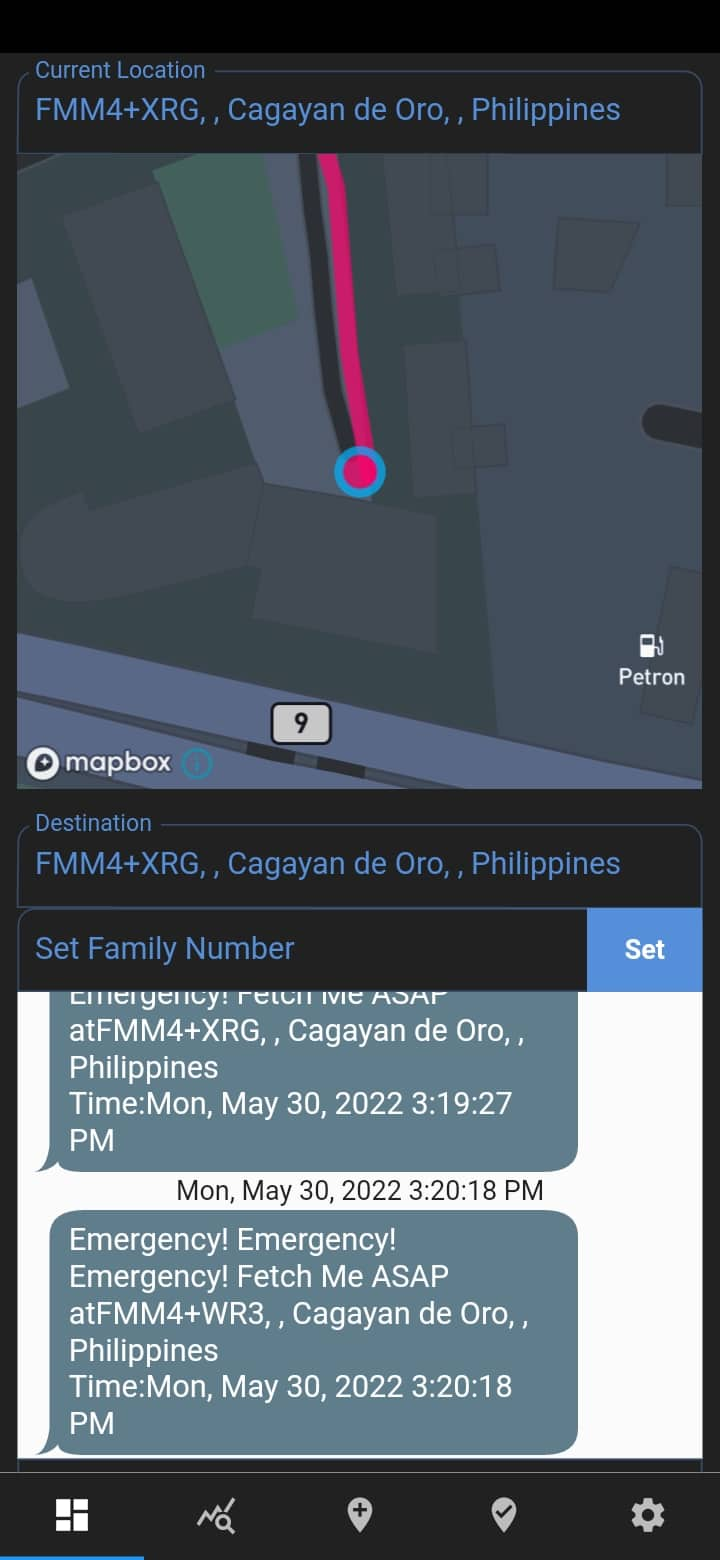 Current Location
FMM4+XRG, , Cagayan de Oro, , Philippines
Petron
9
mapbox
Destination
FMM4+XRG, , Cagayan de Oro, , Philippines
Set Family Number
Set
Emergency! Fetch Me ASAP
atFMM4+XRG, , Cagayan de Oro, ,
Philippines
Time:Mon, May 30, 2022 3:19:27
PM
Mon, May 30, 2022 3:20:18 PM
Emergency! Emergency!
Emergency! Fetch Me ASAP
atFMM4+WR3, , Cagayan de Oro, ,
Philippines
Time:Mon, May 30, 2022 3:20:18
PM